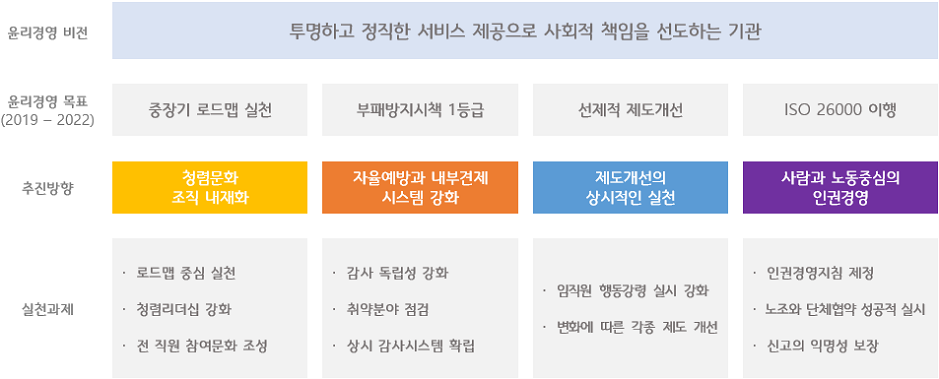 윤리경영 비전
투명하고 정직한 서비스 제공으로 사회적 책임을 선도하는 기관
윤리경영 목표
(2019 – 2022)
중장기 로드맵 실천
부패방지시책 1등급
선제적 제도개선
ISO 26000 이행
추진방향
청렴문화
조직 내재화
자율예방과 내부견제
시스템 강화
제도개선의
상시적인 실천
사람과 노동중심의
인권경영
실천과제
· 로드맵 중심 실천
· 청렴리더십 강화
· 전 직원 참여문화 조성
· 감사 독립성 강화
· 취약분야 점검
· 상시 감사시스템 확립
· 임직원 행동강령 실시 강화
· 변화에 따른 각종 제도 개선
· 인권경영지침 제정
· 노조와 단체협약 성공적 실시
· 신고의 익명성 보장